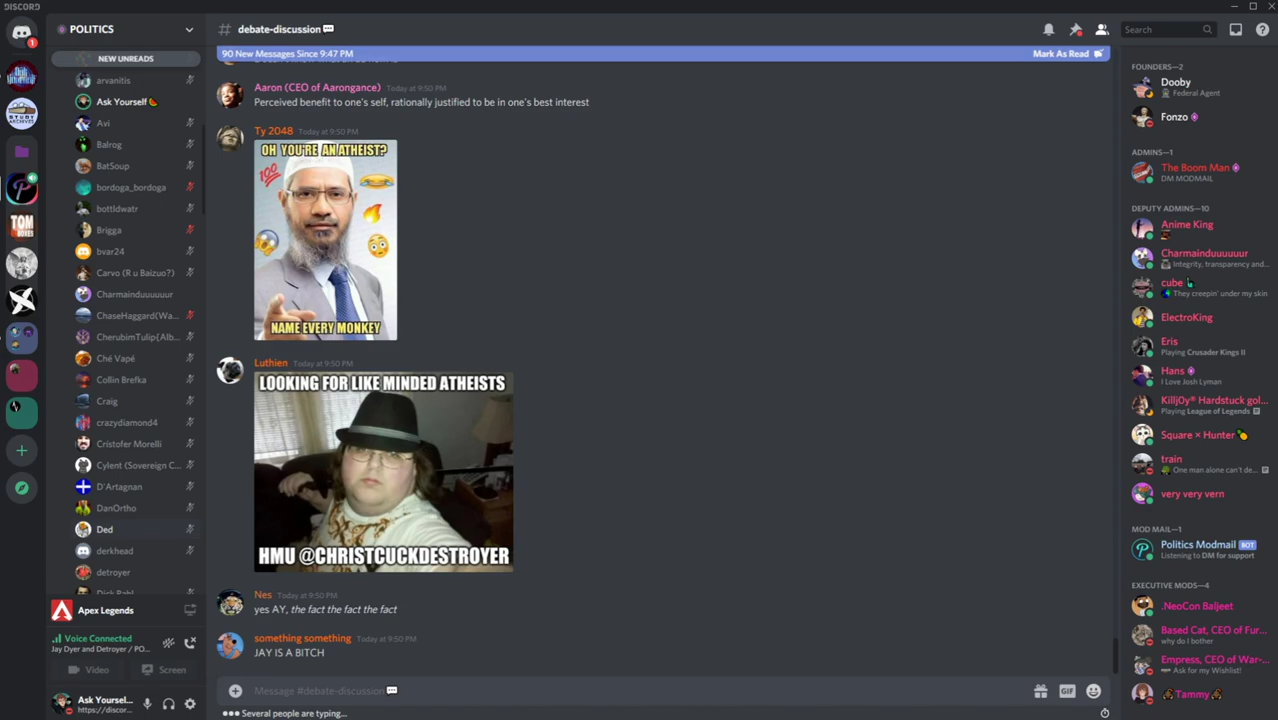 DISCORD
1
POLITICS
NEW UNREADS
arvanitis
Ask Yourself
Avi
Balrog
BatSoup
bordoga_bordoga
bottldwatr
Brigga
bvar24
Carvo (R u Baizuo?)
Charmainduuuuuur
ChaseHaggard(Wa...
CherubimTulip(Alb...
Ché Vapé
Collin Brefka
Craig
crazydiamond4
Cristofer Morelli
Cylent (Sovereign C...
D'Artagnan
DanOrtho
Ded
derkhead
detroyer
Apex Legends
Voice Connected
Jay Dyer and Detroyer / PO...
Video
Screen
Ask Yoursel...
https://discor...
STUDY
ARCHIVES
TOM
BOXES
# debate-discussion
Search
90 New Messages Since 9:47 PM
Mark As Read
Aaron (CEO of Aarongance) Today at 9:50 PM
Perceived benefit to one's self, rationally justified to be in one's best interest
Ty 2048 Today at 9:50 PM
OH YOU'RE AN ATHEIST?
100
NAME EVERY MONKEY
Luthien Today at 9:50 PM
LOOKING FOR LIKE MINDED ATHEISTS
HMU @CHRISTCUCKDESTROYER
Nes Today at 9:50 PM
yes AY, the fact the fact the fact
something something Today at 9:50 PM
JAY IS A BITCH
Message #debate-discussion
GIF
Several people are typing...
FOUNDERS—2
Dooby
Federal Agent
Fonzo
ADMINS—1
The Boom Man
DM MODMAIL
DEPUTY ADMINS—10
Anime King
Charmainduuuuuur
Integrity, transparency and...
cube
They creepin' under my skin
ElectroKing
Eris
Playing Crusader Kings II
Hans
I Love Josh Lyman
Killj0y® Hardstuck gol...
Playing League of Legends
Square × Hunter
train
One man alone can't de...
very very vern
MOD MAIL—1
Politics Modmail BOT
Listening to DM for support
EXECUTIVE MODS—4
.NeoCon Baljeet
Based Cat, CEO of Fur...
why do I bother
Empress, CEO of War-...
Ask for my Wishlist!
Tammy